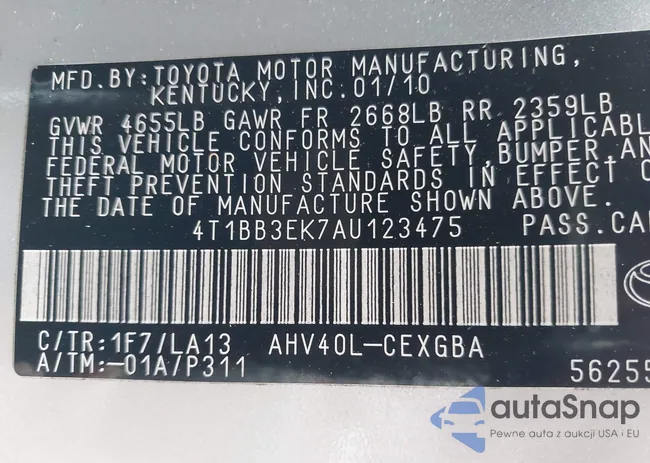 MFD.BY:TOYOTA MOTOR MANUFACTURING,
KENTUCKY,INC.01/10
GVWR 4655LB GAWR FR 2668LB RR 2359LB
THIS VEHICLE CONFORMS TO ALL APPLICABL
FEDERAL MOTOR VEHICLE SAFETY,BUMPER,AN
THEFT PREVENTION STANDARDS IN EFFECT O
THE DATE OF MANUFACTURE SHOWN ABOVE.
4T1BB3EK7AU123475 PASS.CA
C/TR:1F7/LA13 AHV40L-CEXGBA
A/TM:-01A/P311 5625
autaSnap
Pewne auta z aukcji USA i EU